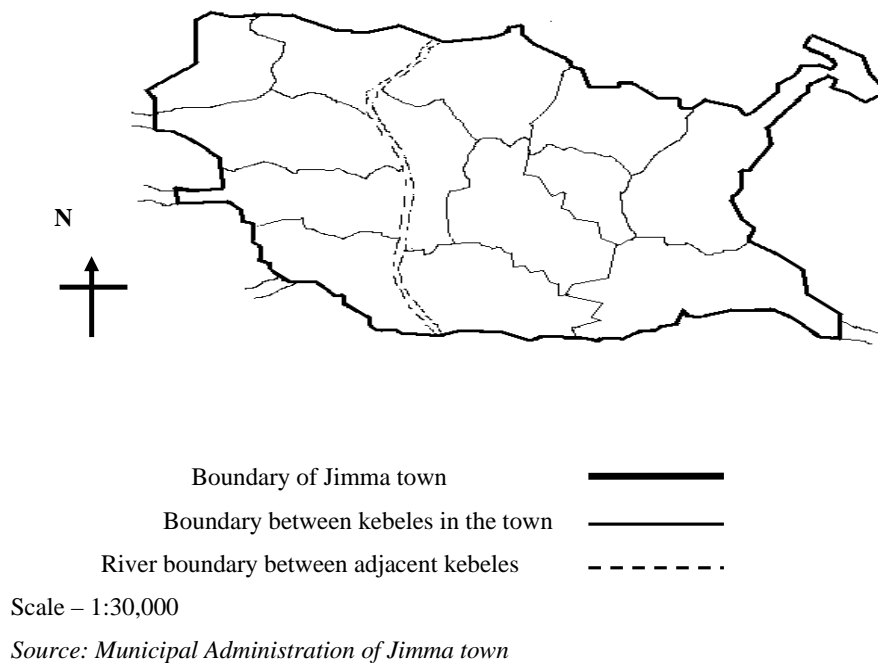 N
Boundary of Jimma town
Boundary between kebeles in the town
River boundary between adjacent kebeles
Scale – 1:30,000
Source: Municipal Administration of Jimma town